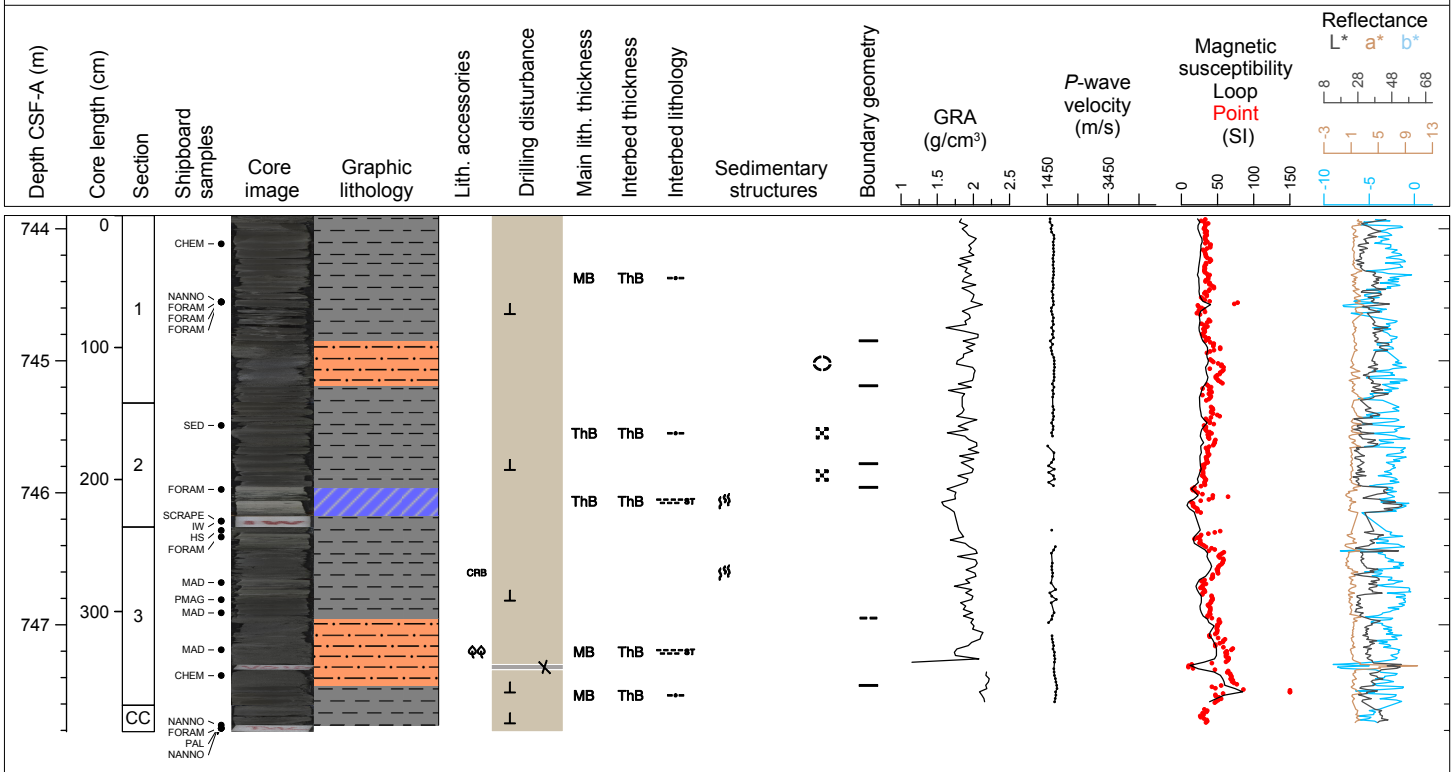 Depth CSF-A (m)
Core length (cm)
Section
Shipboard
samples
Core
image
Graphic
lithology
Lith. accessories
Drilling disturbance
Main lith. thickness
Interbed thickness
Interbed lithology
Sedimentary
structures
Boundary geometry
GRA
(g/cm³)
1 1.5 2 2.5
P-wave
velocity
(m/s)
1450 3450
Magnetic
susceptibility
Loop
Point
(SI)
0 50 100 150
Reflectance
L* a* b*
8 28 48 68
-3 1 5 9 13
-10 -5 0
744
745
746
747
0
100
200
300
1
2
3
CC
CHEM
NANNO
FORAM
FORAM
FORAM
SED
FORAM
SCRAPE
IW
HS
FORAM
MAD
PMAG
MAD
MAD
CHEM
NANNO
FORAM
PAL
NANNO
CRB
MB ThB
ThB ThB
ThB ThB ST
MB ThB ST
MB ThB